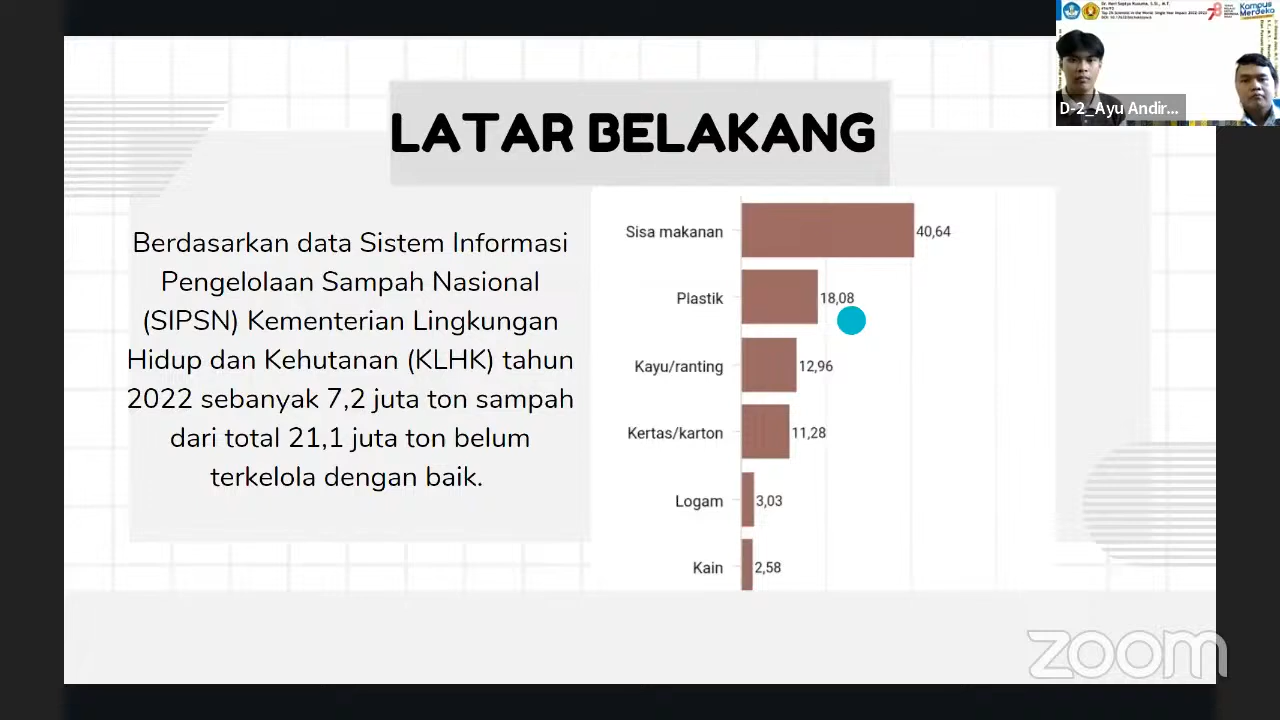 LATAR BELAKANG
Berdasarkan data Sistem Informasi
Pengelolaan Sampah Nasional
(SIPSN) Kementerian Lingkungan
Hidup dan Kehutanan (KLHK) tahun
2022 sebanyak 7,2 juta ton sampah
dari total 21,1 juta ton belum
terkelola dengan baik.
Sisa makanan 40,64
Plastik 18,08
Kayu/ranting 12,96
Kertas/karton 11,28
Logam 3,03
Kain 2,58
Kampus
Merdeka
D-2_Ayu Andir...
zoom